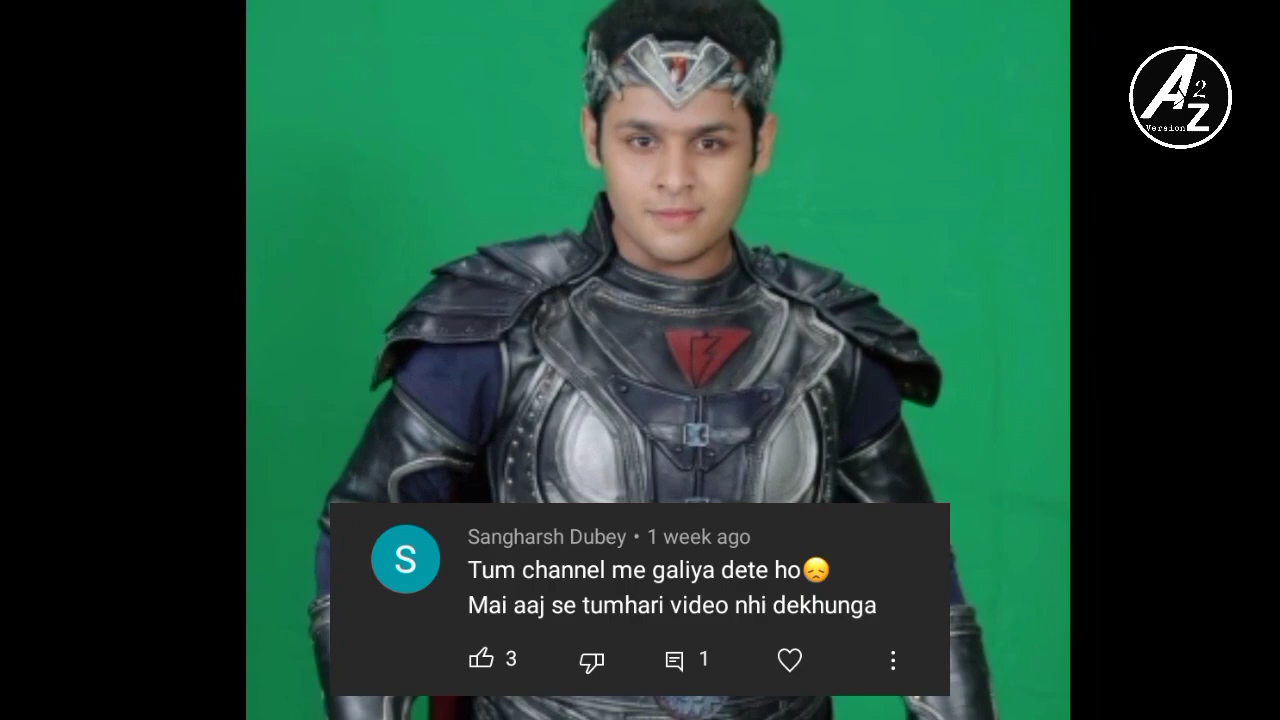 A2Z
Version
Sangharsh Dubey • 1 week ago
S
Tum channel me galiya dete ho😞
Mai aaj se tumhari video nhi dekhunga
3
1